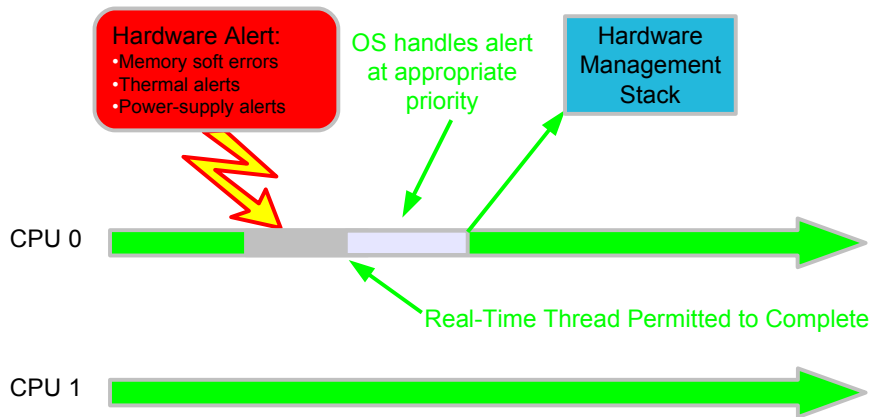 Hardware Alert:
•Memory soft errors
•Thermal alerts
•Power-supply alerts
OS handles alert
at appropriate
priority
Hardware
Management
Stack
CPU 0
Real-Time Thread Permitted to Complete
CPU 1